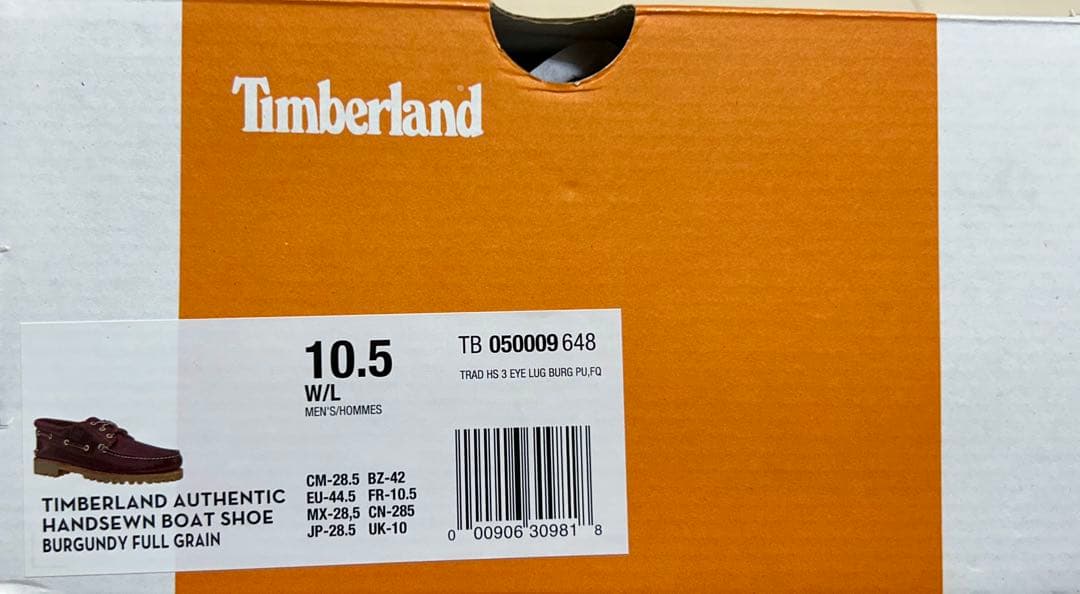 Timberland
10.5
W/L
MEN'S/HOMMES
TB 050009 648
TRAD HS 3 EYE LUG BURG PU,FQ
CM-28.5 BZ-42
EU-44.5 FR-10.5
MX-28,5 CN-285
JP-28.5 UK-10
TIMBERLAND AUTHENTIC
HANDSEWN BOAT SHOE
BURGUNDY FULL GRAIN
0 00906 30981 8